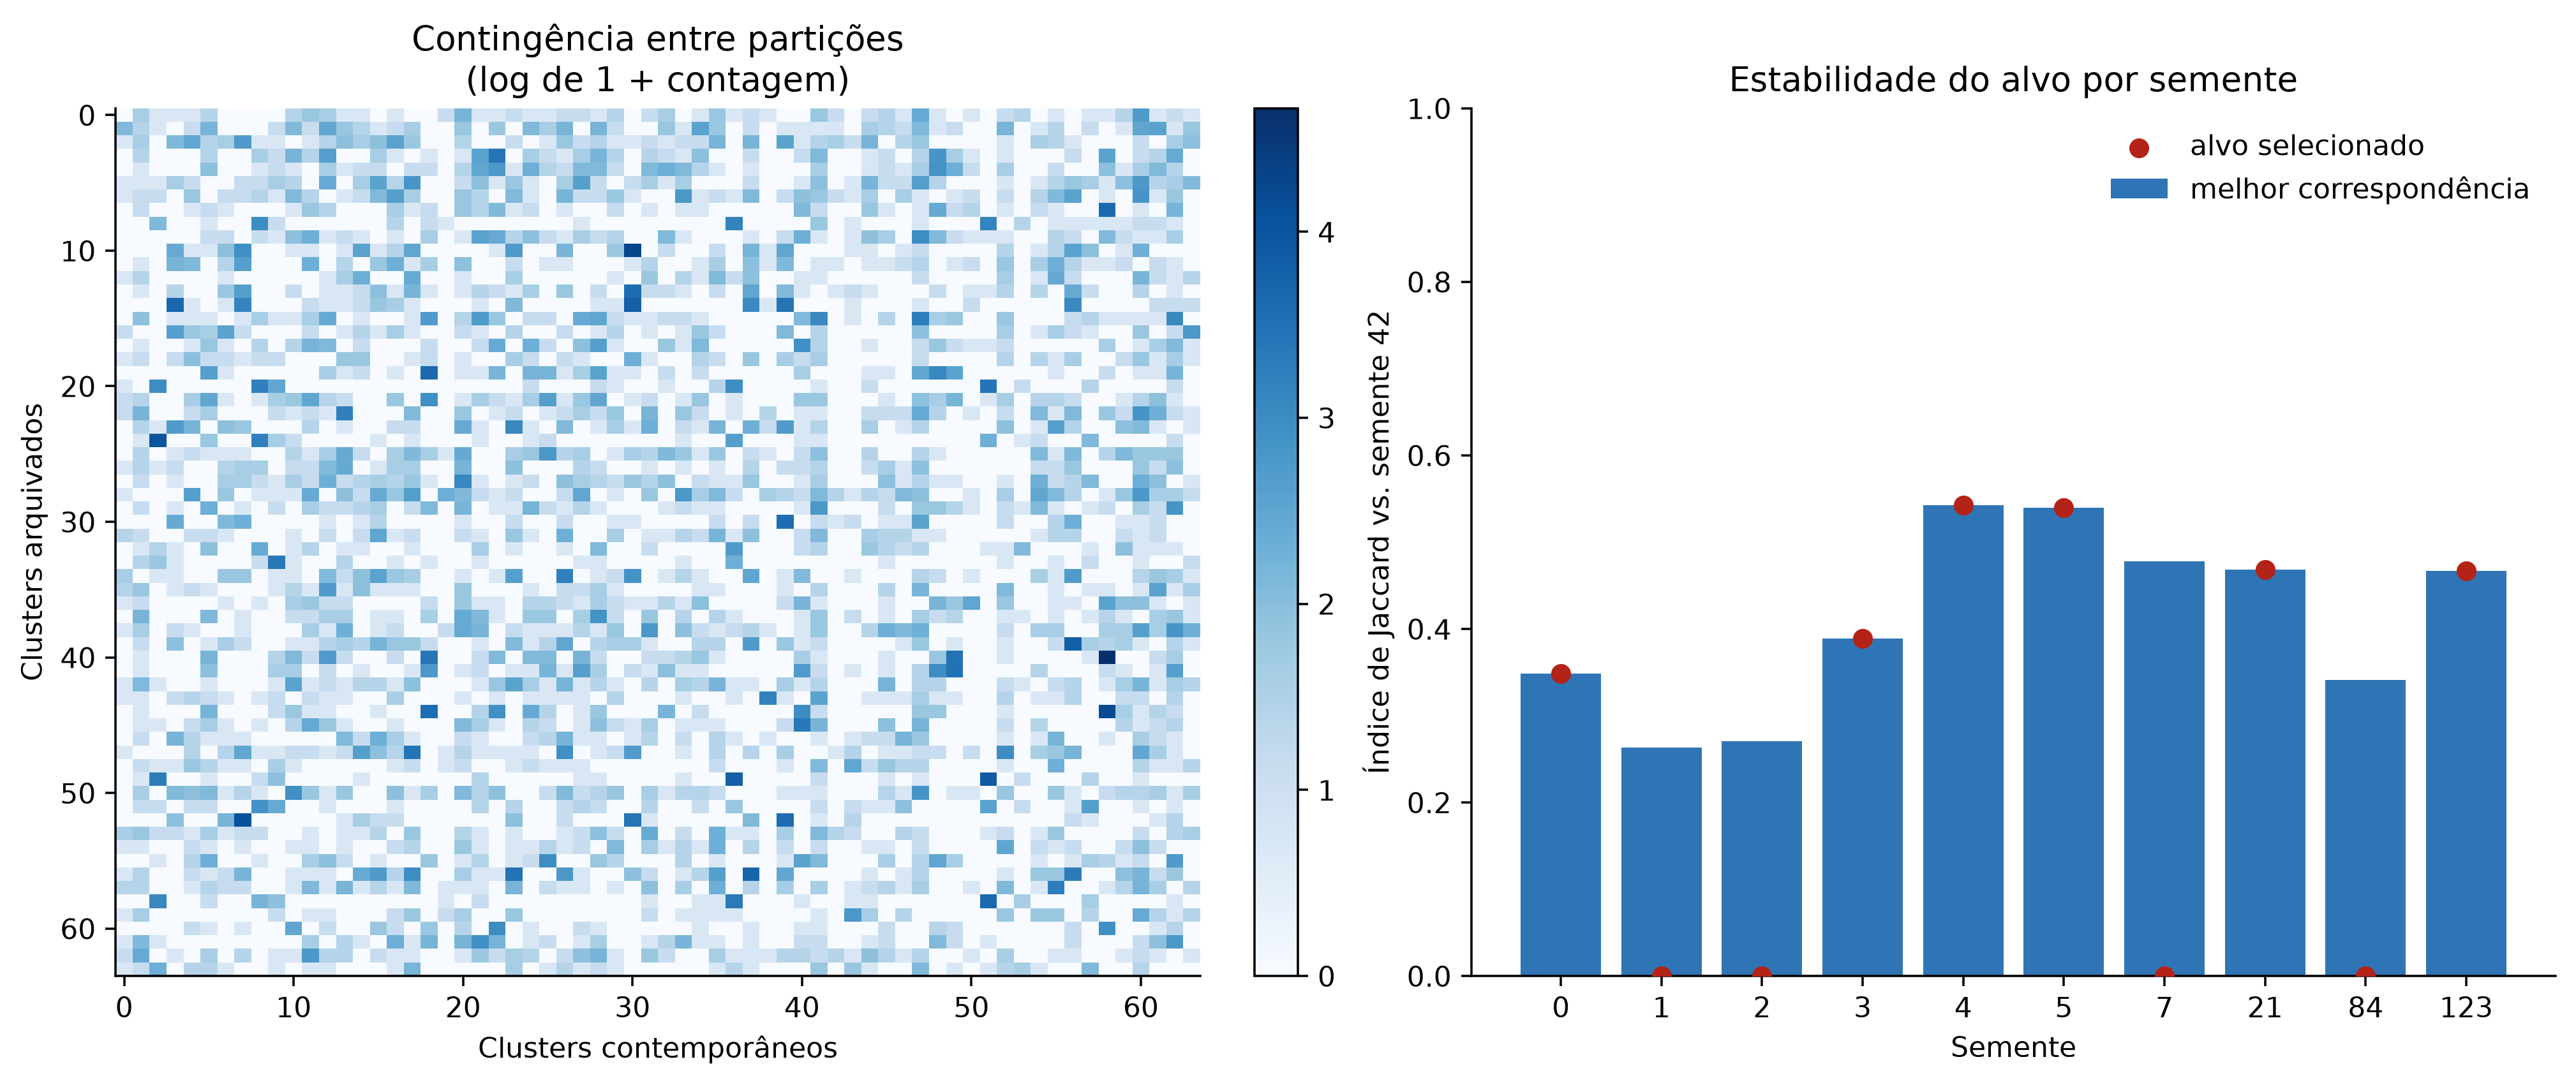 Contingência entre partições
(log de 1 + contagem)
0
10
20
30
40
50
60
Clusters arquivados
0 10 20 30 40 50 60
Clusters contemporâneos
4
3
2
1
0
Estabilidade do alvo por semente
alvo selecionado
melhor correspondência
1.0
0.8
0.6
0.4
0.2
0.0
Índice de Jaccard vs. semente 42
0 1 2 3 4 5 7 21 84 123
Semente